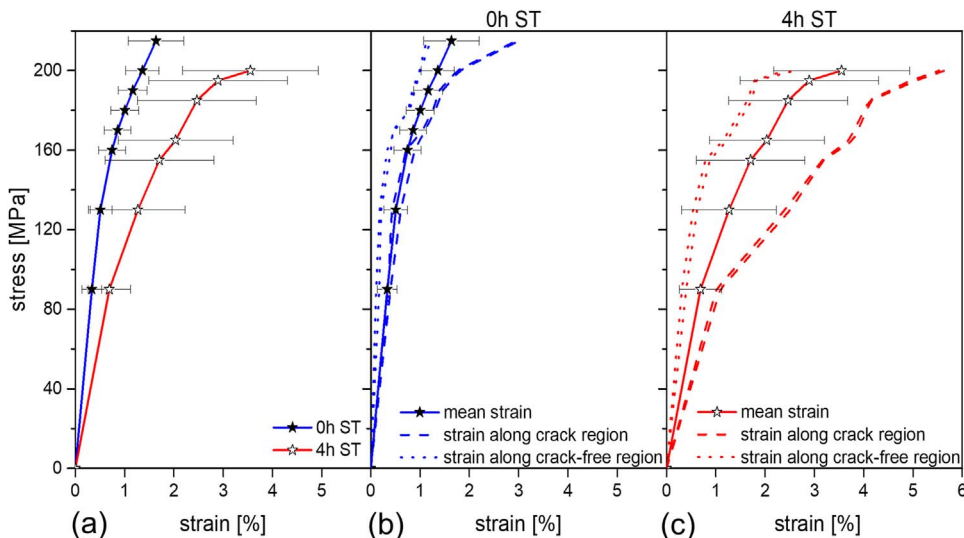 0h ST
4h ST
stress [MPa]
200
160
120
80
40
0
0h ST
4h ST
mean strain
strain along crack region
strain along crack-free region
mean strain
strain along crack region
strain along crack-free region
0 1 2 3 4 5
0 1 2 3 4 5
0 1 2 3 4 5 6
(a) strain [%]
(b) strain [%]
(c) strain [%]